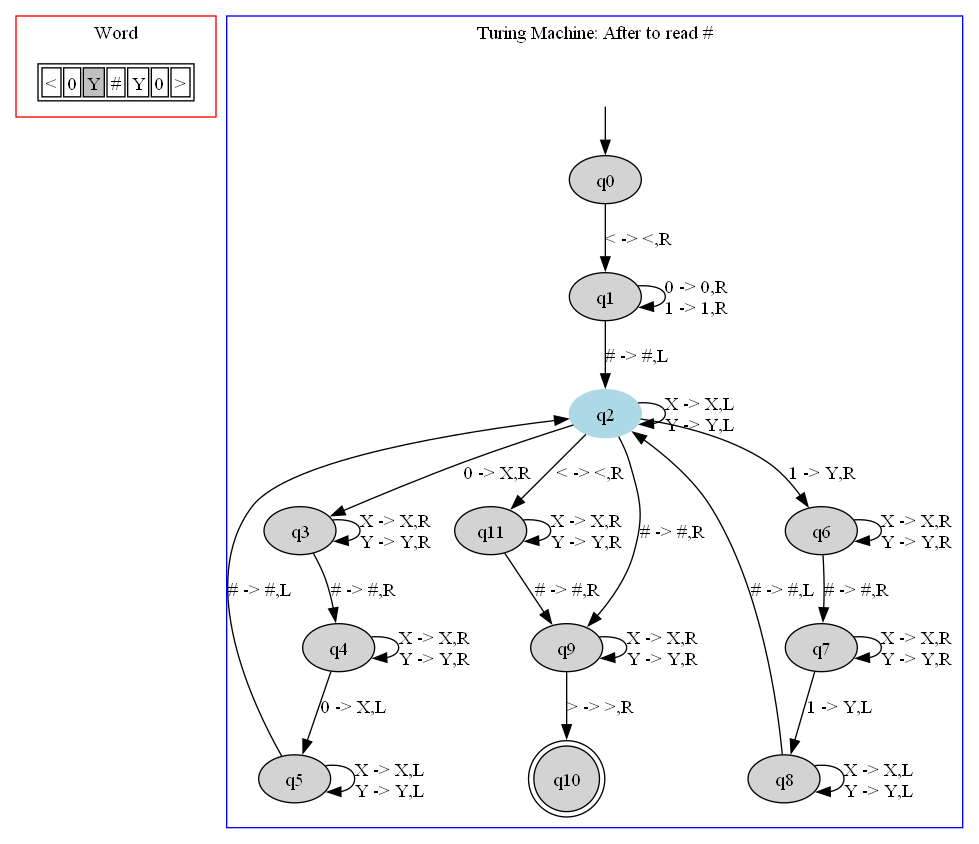 Word
< 0 Y # Y 0 >
Turing Machine: After to read #
q0
< -> <,R
q1
0 -> 0,R
1 -> 1,R
# -> #,L
q2
X -> X,L
Y -> Y,L
0 -> X,R
< -> <,R
1 -> Y,R
q3
X -> X,R
Y -> Y,R
q11
X -> X,R
Y -> Y,R
# -> #,R
q6
X -> X,R
Y -> Y,R
# -> #,L
# -> #,R
# -> #,R
# -> #,L
# -> #,R
q4
X -> X,R
Y -> Y,R
q9
X -> X,R
Y -> Y,R
q7
X -> X,R
Y -> Y,R
0 -> X,L
> -> >,R
1 -> Y,L
q5
X -> X,L
Y -> Y,L
q10
q8
X -> X,L
Y -> Y,L